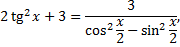 2 tg² x + 3 = 3 / (cos² x/2 − sin² x/2),